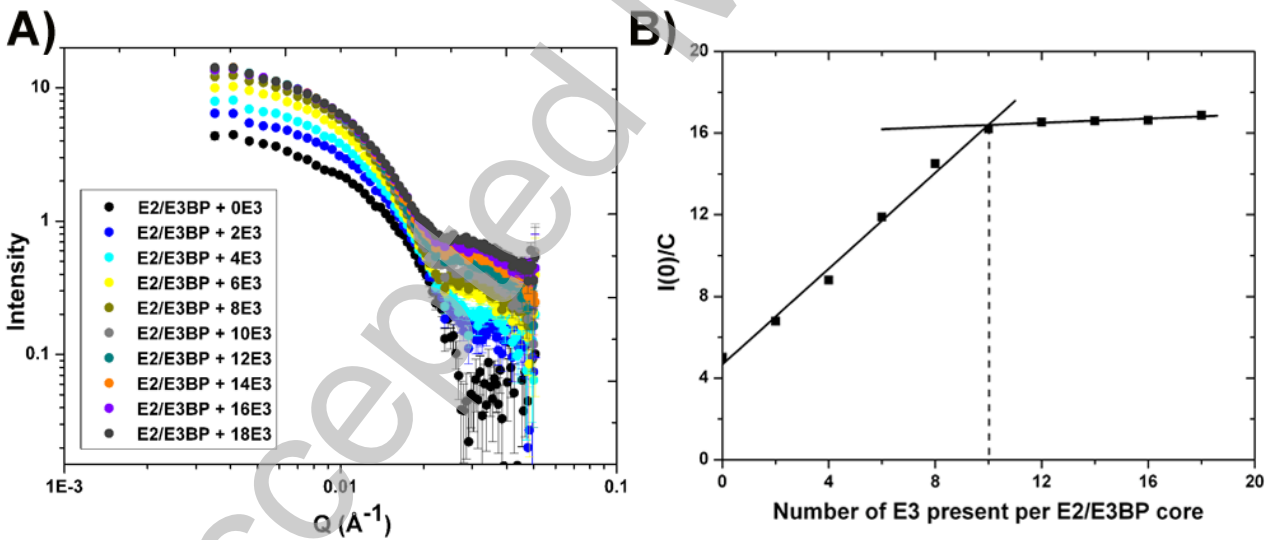 A)
10
1
0.1
1E-3
0.01
0.1
Intensity
Q (Å-1)
E2/E3BP + 0E3
E2/E3BP + 2E3
E2/E3BP + 4E3
E2/E3BP + 6E3
E2/E3BP + 8E3
E2/E3BP + 10E3
E2/E3BP + 12E3
E2/E3BP + 14E3
E2/E3BP + 16E3
E2/E3BP + 18E3
B)
20
16
12
8
4
0
0
4
8
12
16
20
I(0)/C
Number of E3 present per E2/E3BP core
cepted M